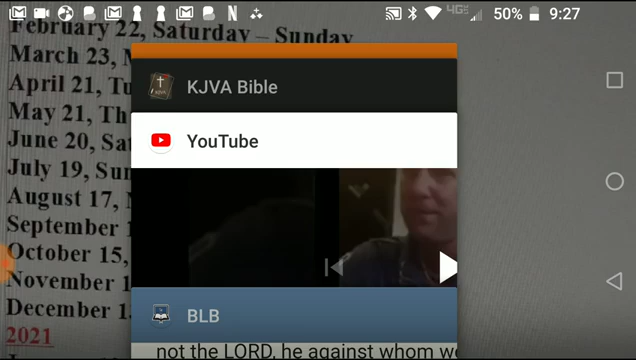 4G
50%
9:27
February 22, Saturday – Sunday
March 23,
April 21, Tu
May 21, Th
June 20, Sat
July 19, Sun
August 17,
September 1
October 15,
November 1
December 1
2021
KJVA Bible
YouTube
BLB
not the LORD, he against whom we